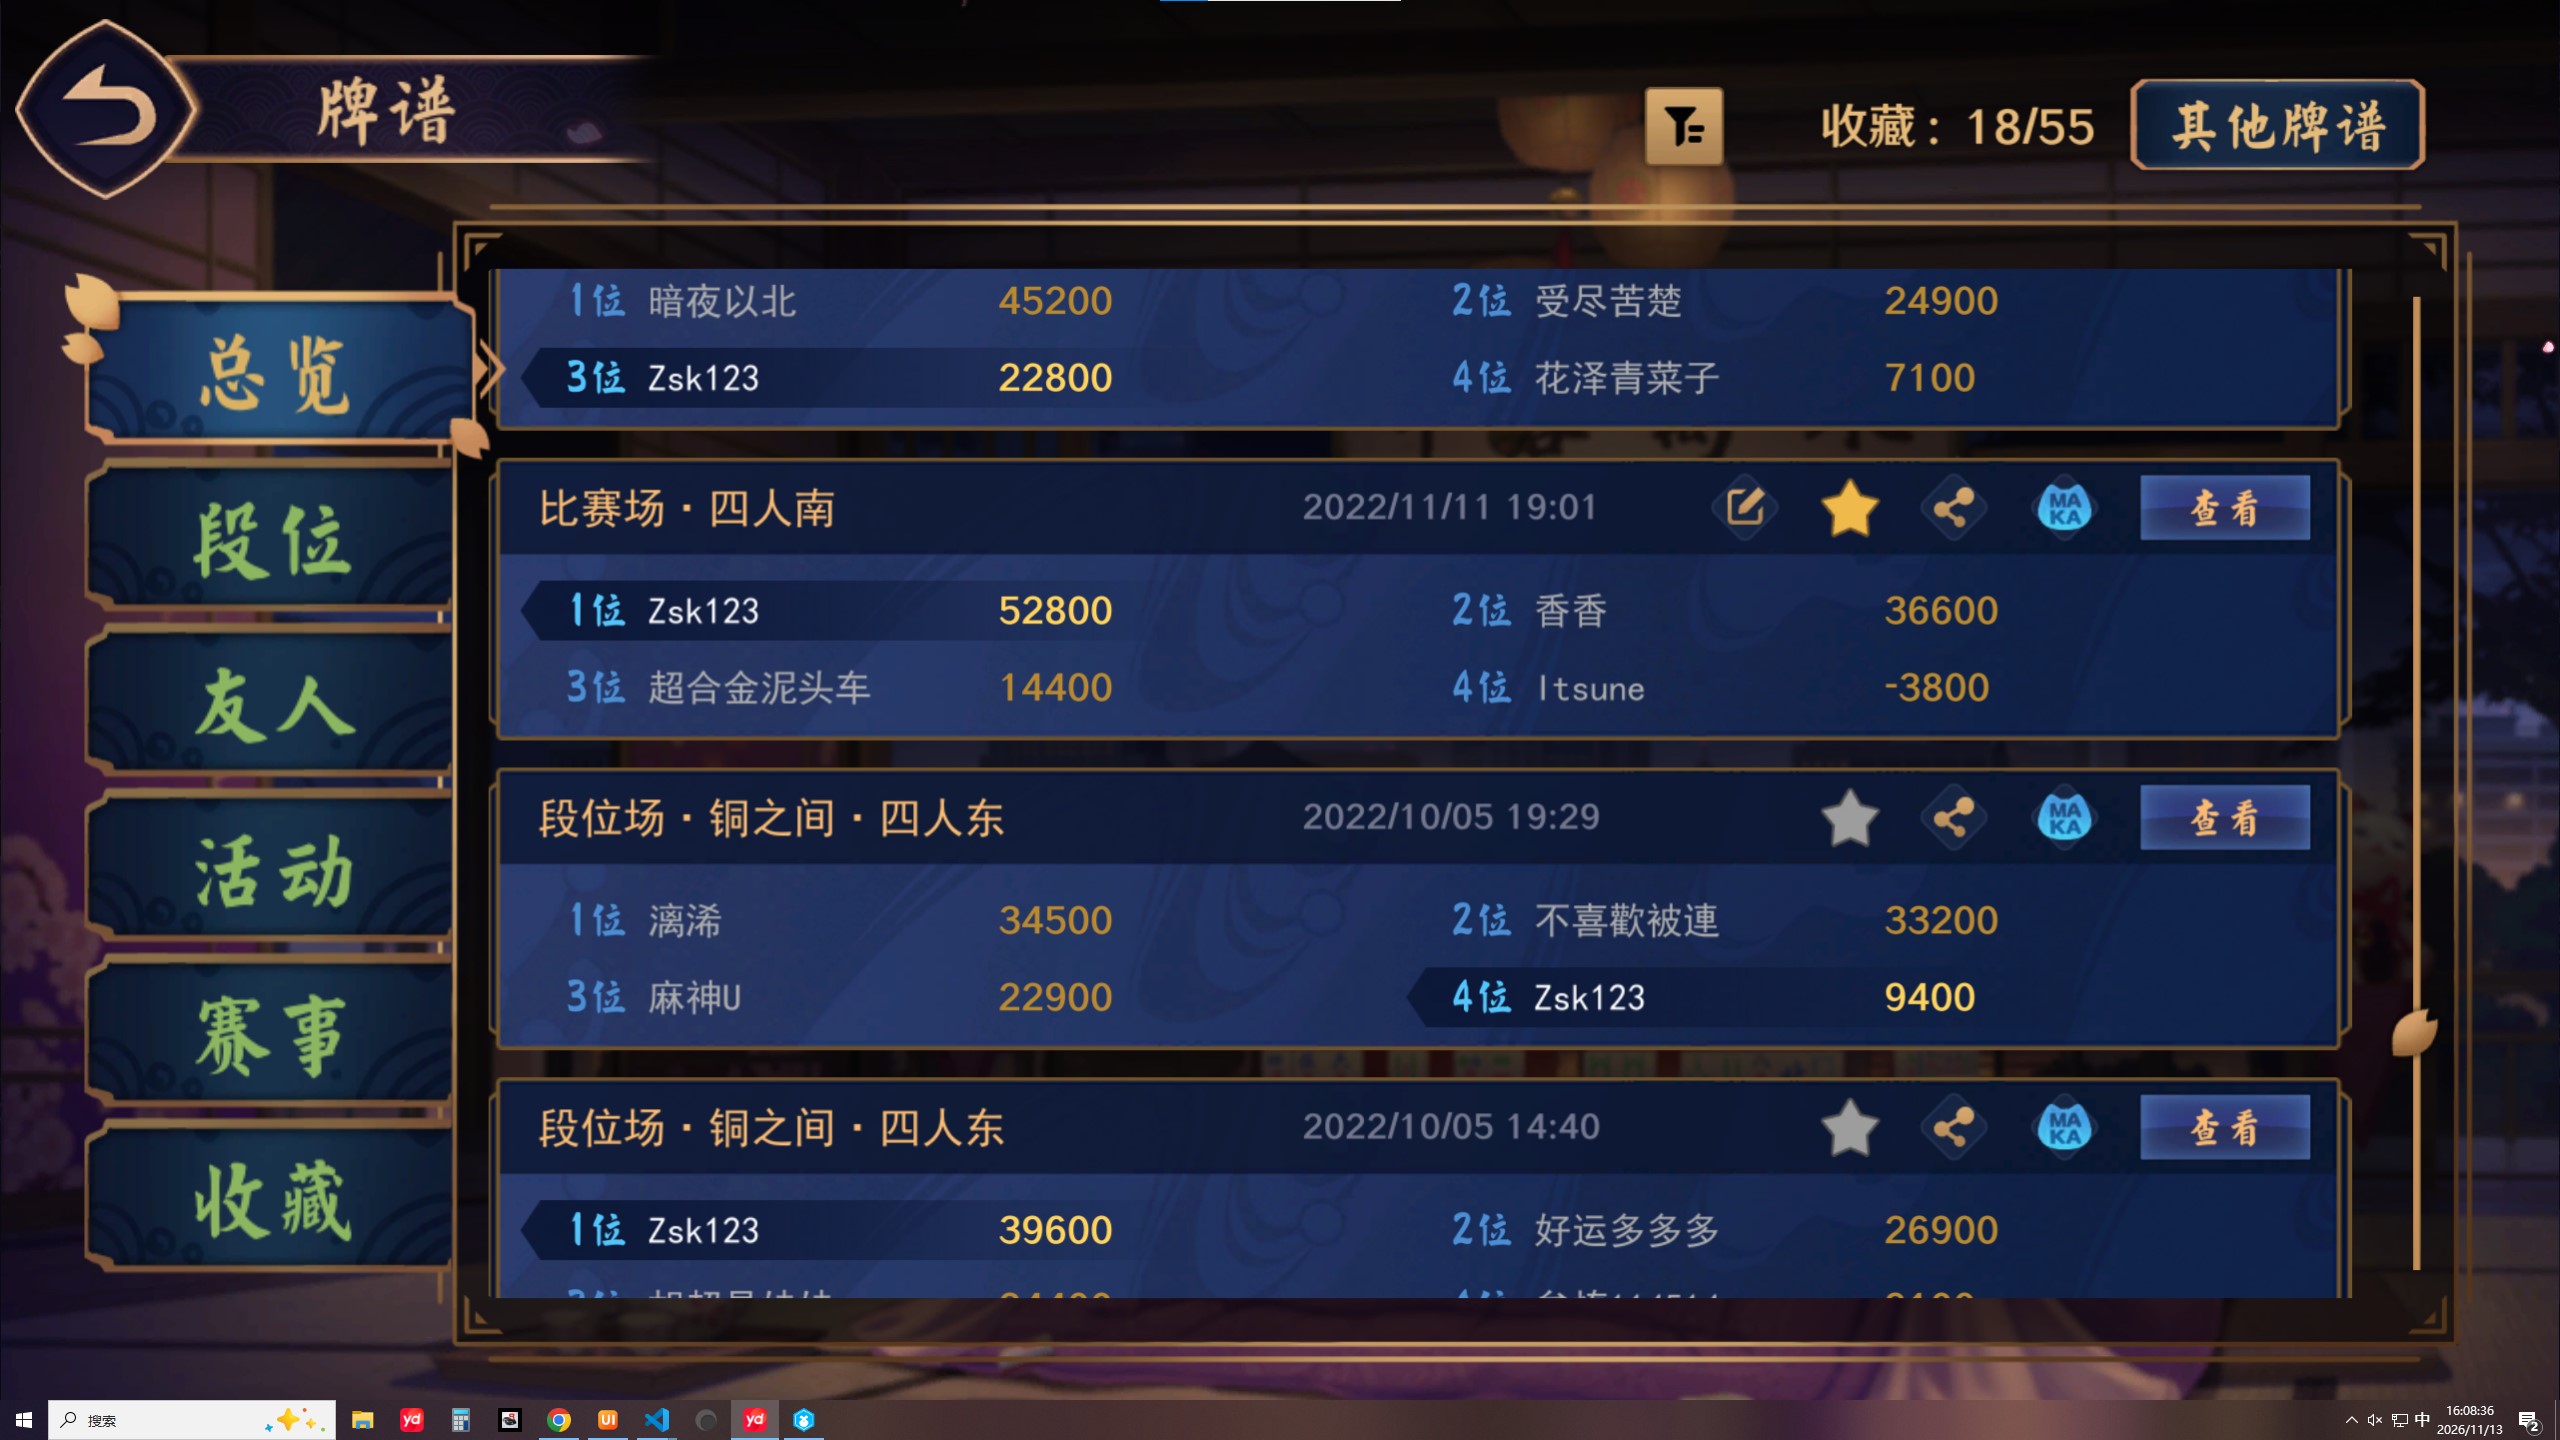 牌谱
收藏：18/55
其他牌谱
总览
段位
友人
活动
赛事
收藏
1位 暗夜以北 45200 2位 受尽苦楚 24900
3位 Zsk123 22800 4位 花泽青菜子 7100
比赛场·四人南 2022/11/11 19:01 MAKA 查看
1位 Zsk123 52800 2位 香香 36600
3位 超合金泥头车 14400 4位 Itsune -3800
段位场·铜之间·四人东 2022/10/05 19:29 MAKA 查看
1位 漓浠 34500 2位 不喜歡被連 33200
3位 麻神U 22900 4位 Zsk123 9400
段位场·铜之间·四人东 2022/10/05 14:40 MAKA 查看
1位 Zsk123 39600 2位 好运多多多 26900
搜索
yd
UI
yd
中
16:08:36
2026/11/13
2